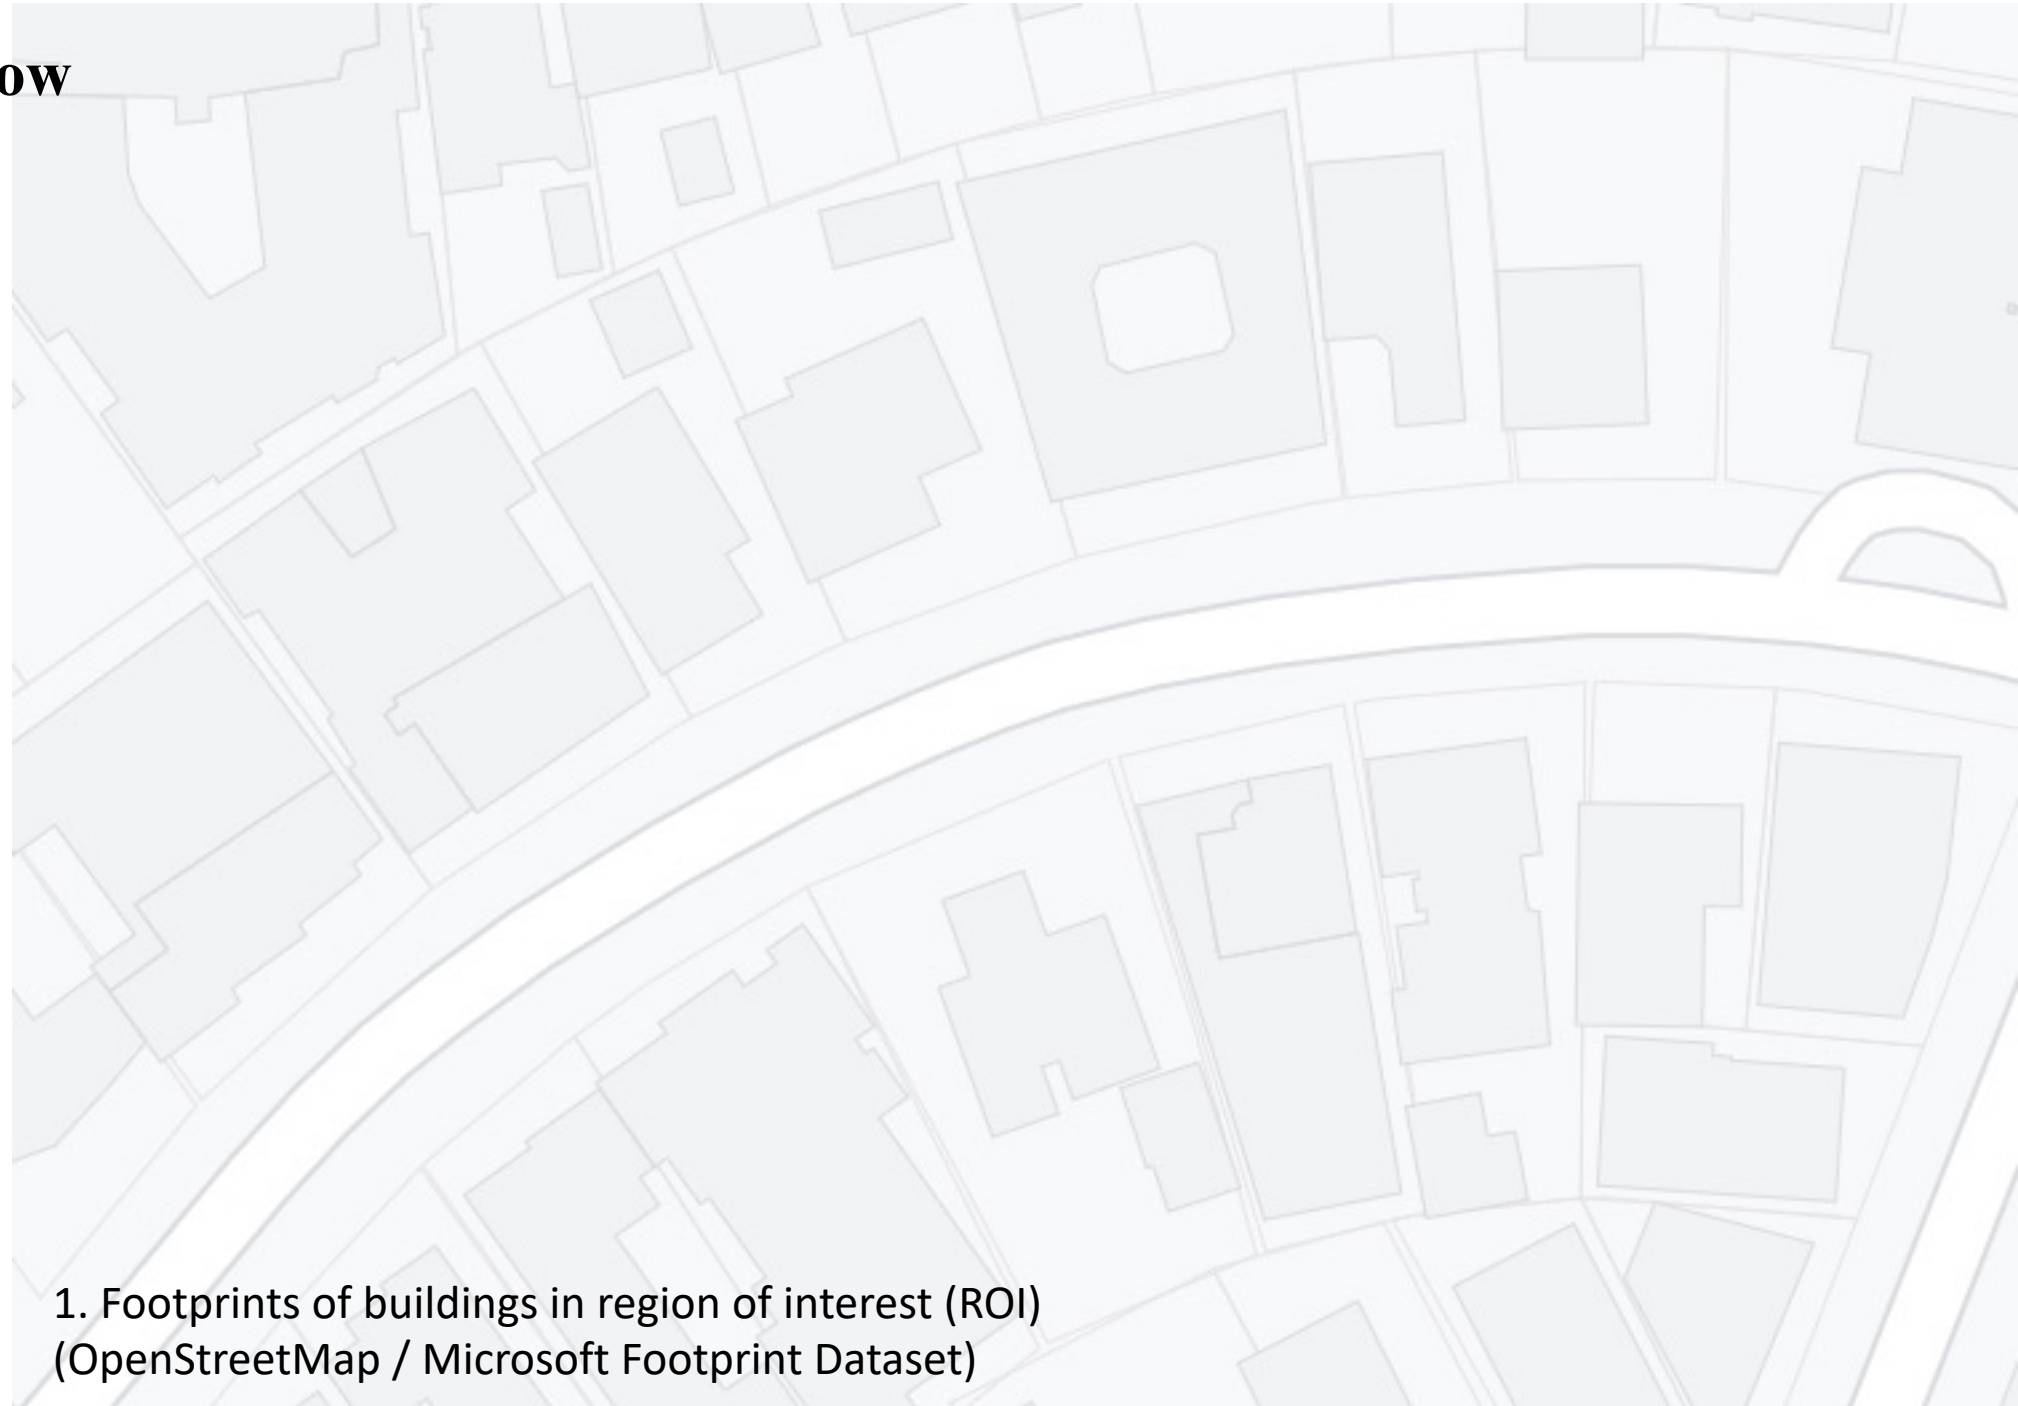 ow
1. Footprints of buildings in region of interest (ROI)
(OpenStreetMap / Microsoft Footprint Dataset)